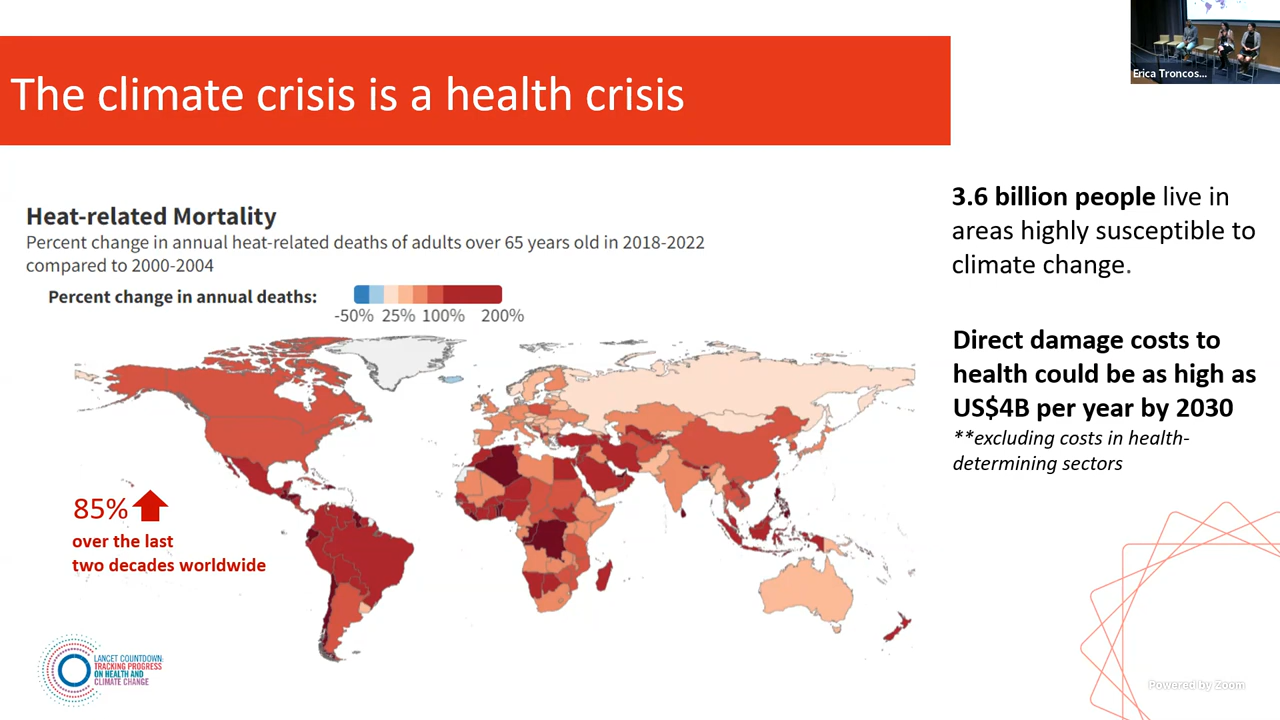 Erica Troncos...
The climate crisis is a health crisis
Heat-related Mortality
Percent change in annual heat-related deaths of adults over 65 years old in 2018-2022
compared to 2000-2004
Percent change in annual deaths:
-50% 25% 100% 200%
85%
over the last
two decades worldwide
3.6 billion people live in
areas highly susceptible to
climate change.
Direct damage costs to
health could be as high as
US$4B per year by 2030
**excluding costs in health-
determining sectors
LANCET COUNTDOWN:
TRACKING PROGRESS
ON HEALTH AND
CLIMATE CHANGE
Powered by Zoom